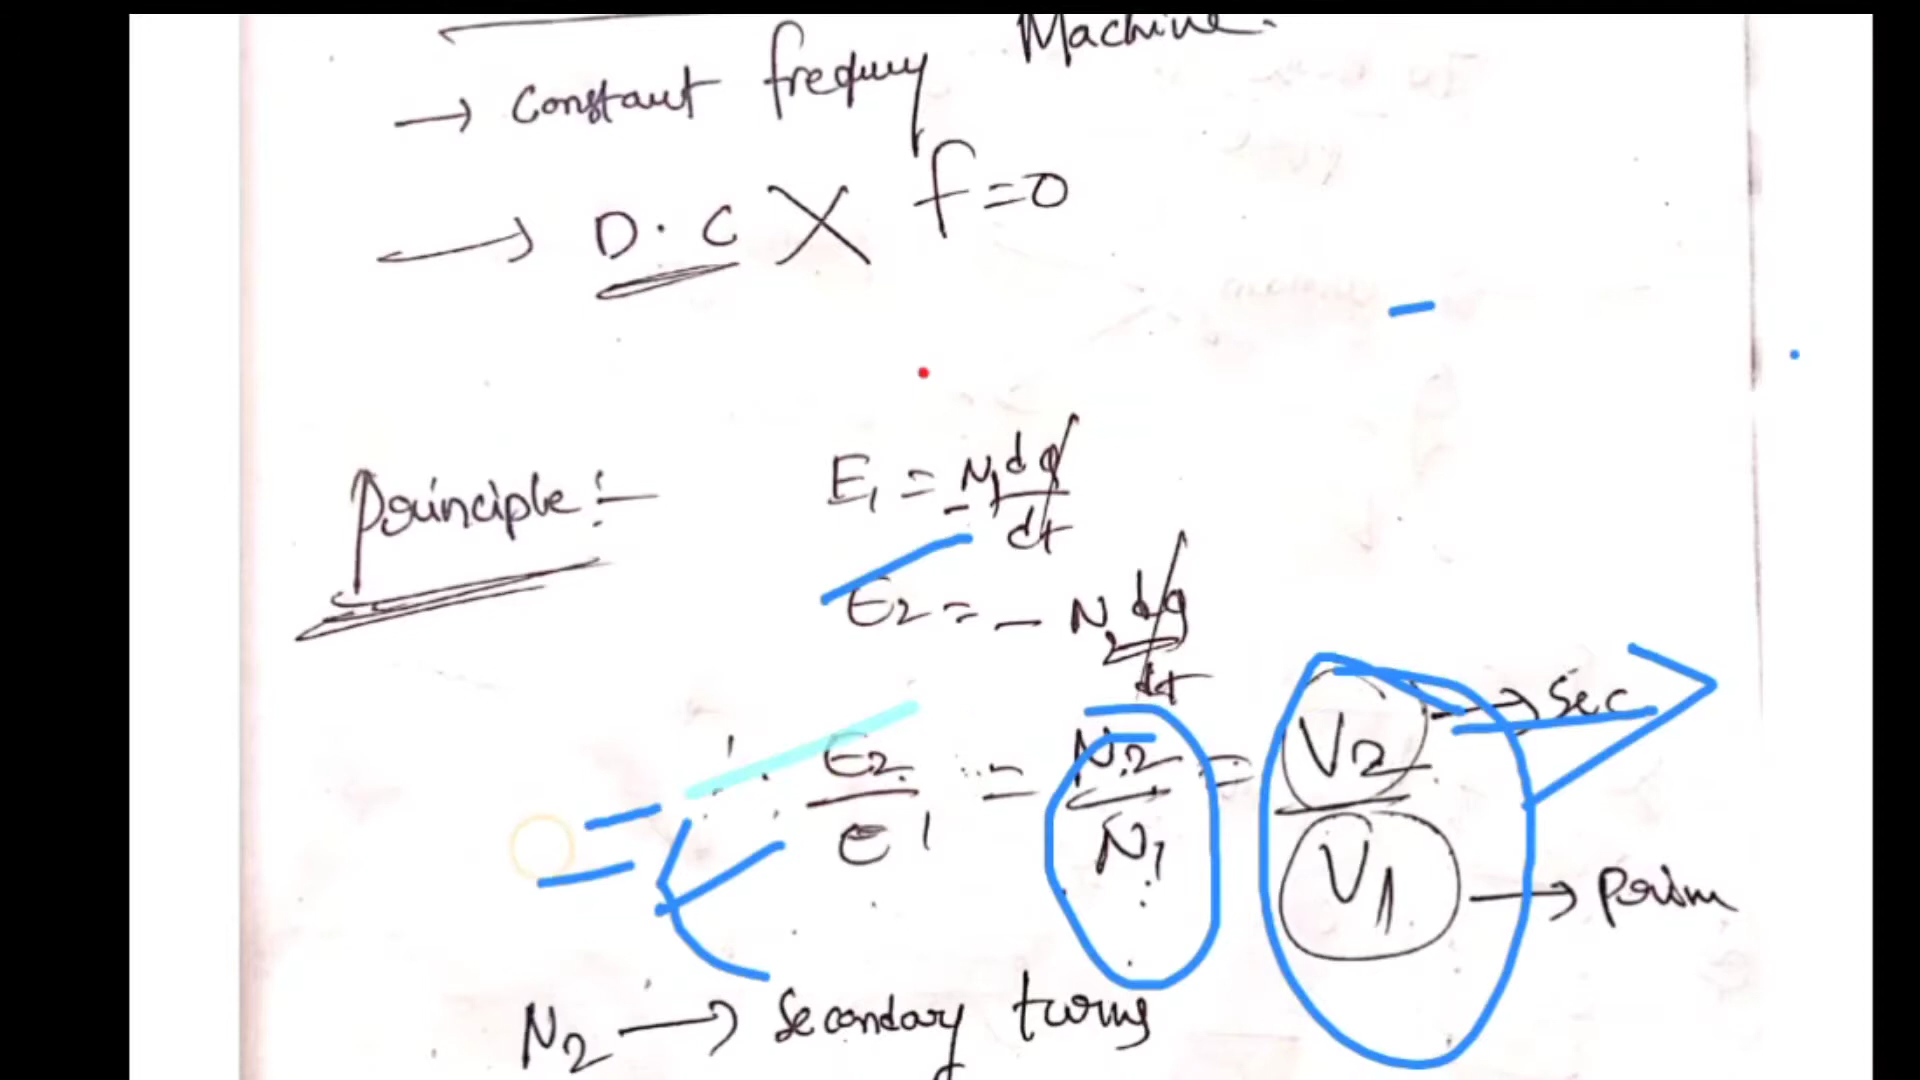 Machine.
→ Constant frequency
→ D.C X f=0
Principle :-
E₁ = -N₁ dφ/dt
E₂ = - N₂ dφ/dt
∴ E₂/E₁ = N₂/N₁ = V₂/V₁
→ Sec
→ Prim
N₂ → Secondary turns